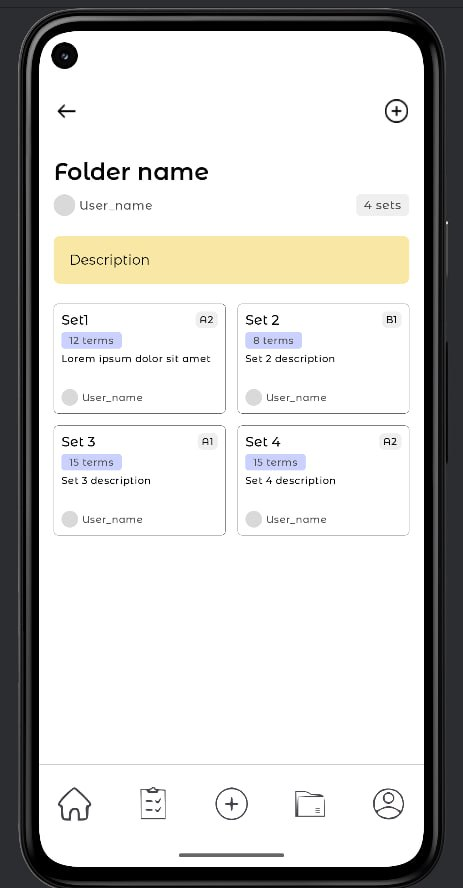 Folder name
User_name
4 sets
Description
Set1
A2
12 terms
Lorem ipsum dolor sit amet
User_name
Set 2
B1
8 terms
Set 2 description
User_name
Set 3
A1
15 terms
Set 3 description
User_name
Set 4
A2
15 terms
Set 4 description
User_name